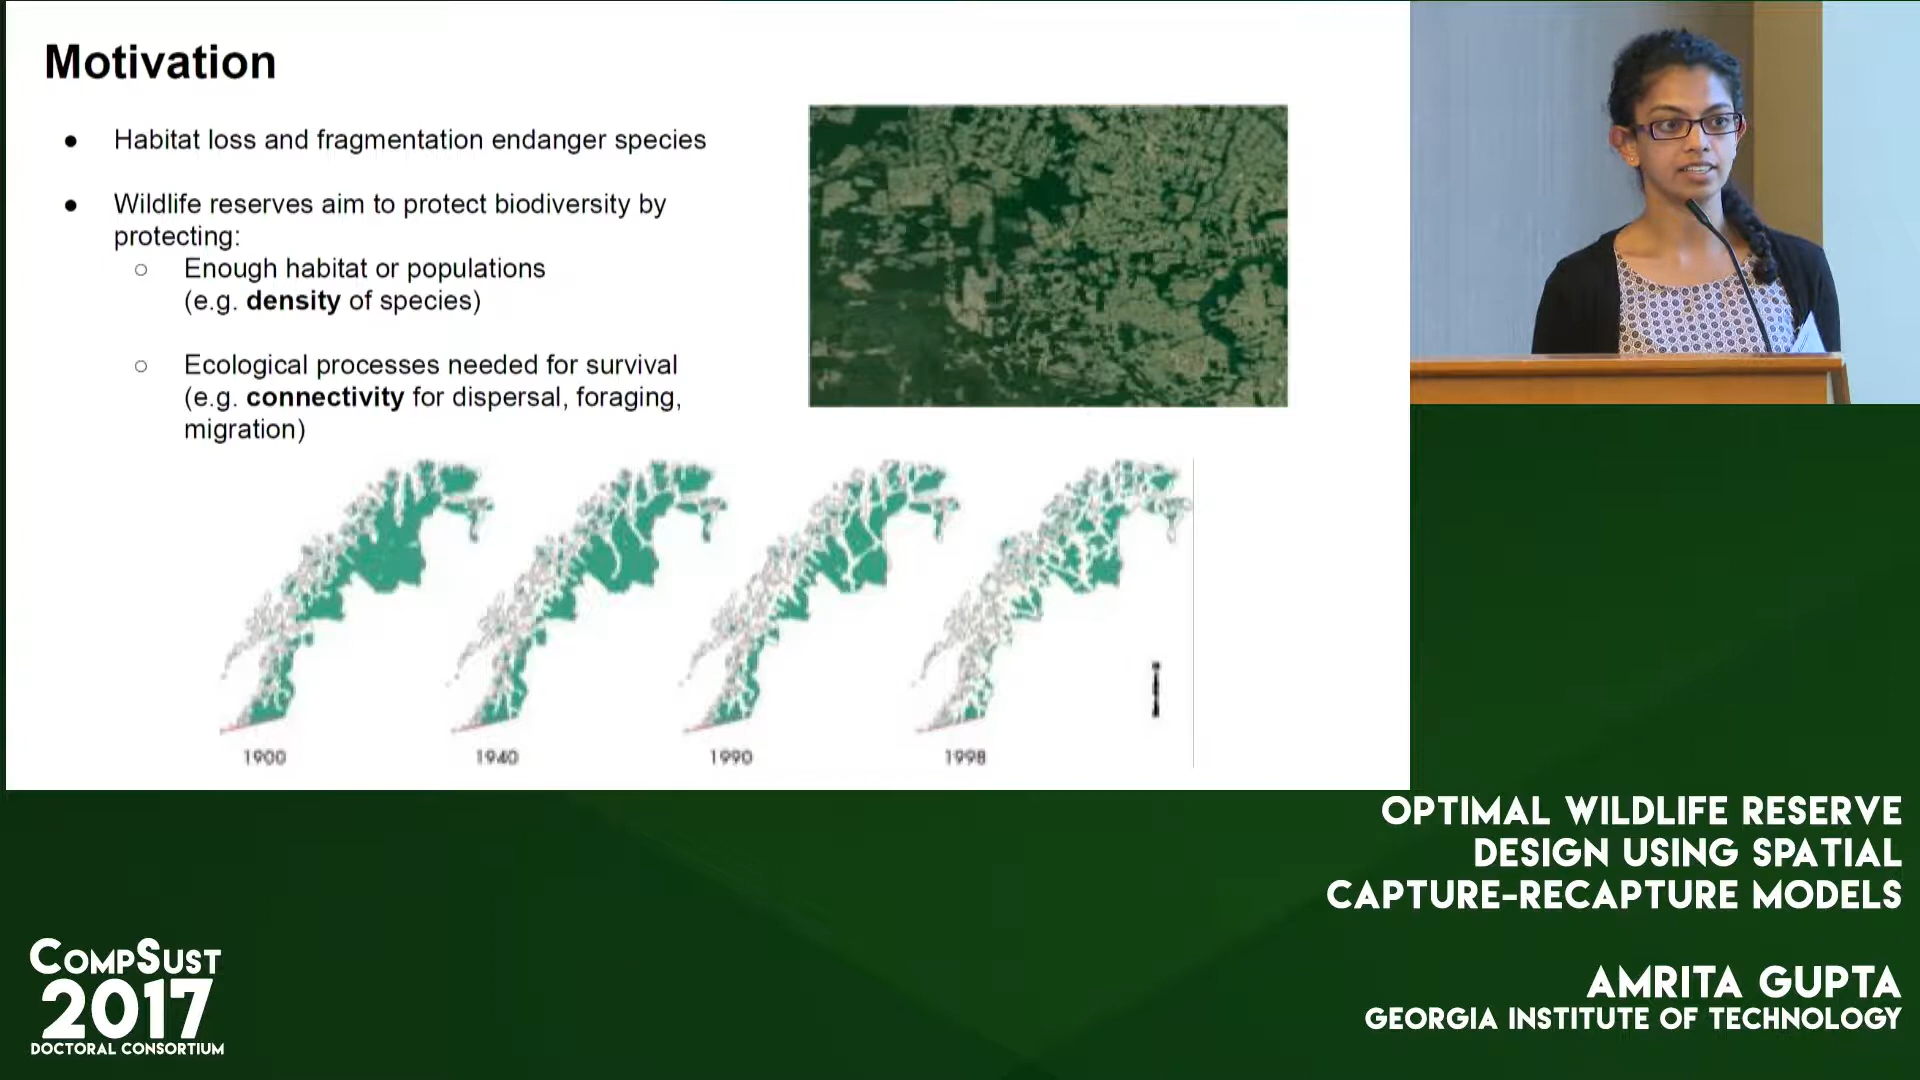 Motivation
● Habitat loss and fragmentation endanger species
● Wildlife reserves aim to protect biodiversity by
protecting:
○ Enough habitat or populations
(e.g. density of species)
○ Ecological processes needed for survival
(e.g. connectivity for dispersal, foraging,
migration)
1900
1940
1990
1998
OPTIMAL WILDLIFE RESERVE
DESIGN USING SPATIAL
CAPTURE-RECAPTURE MODELS
AMRITA GUPTA
GEORGIA INSTITUTE OF TECHNOLOGY
COMPSUST
2017
DOCTORAL CONSORTIUM